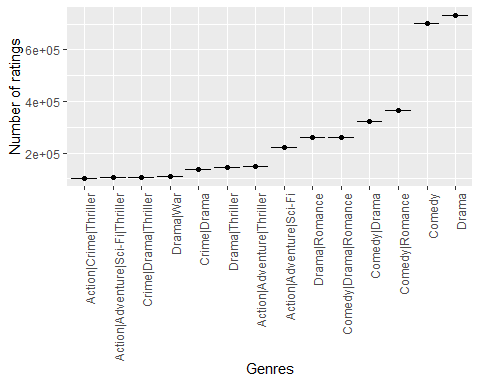 Number of ratings
6e+05
4e+05
2e+05
Action|Crime|Thriller
Action|Adventure|Sci-Fi|Thriller
Crime|Drama|Thriller
Drama|War
Crime|Drama
Drama|Thriller
Action|Adventure|Thriller
Action|Adventure|Sci-Fi
Drama|Romance
Comedy|Drama|Romance
Comedy|Drama
Comedy|Romance
Comedy
Drama
Genres